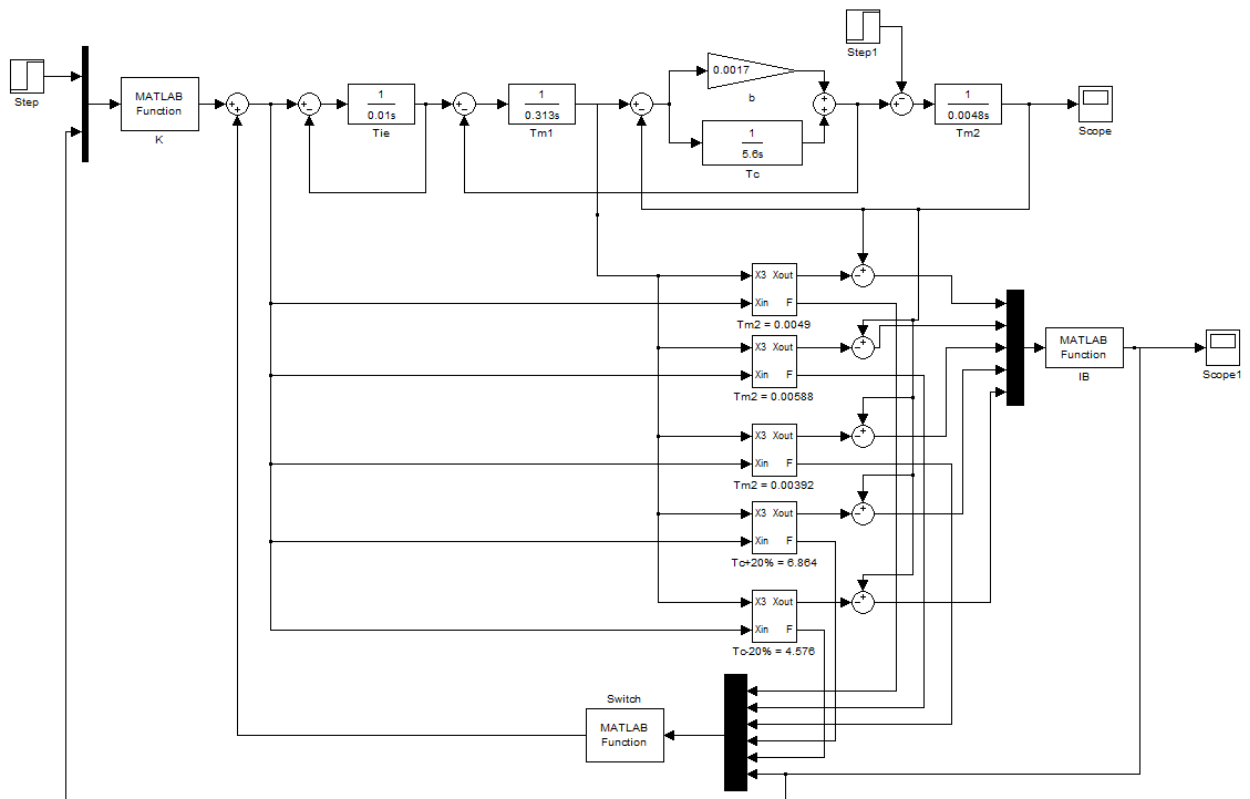 Step
MATLAB
Function
K
1
0.01s
Tie
1
0.313s
Tm1
0.0017
b
1
5.6s
Tc
Step1
1
0.0048s
Tm2
Scope
X3 Xout
Xin F
Tm2 = 0.0049
X3 Xout
Xin F
Tm2 = 0.00588
X3 Xout
Xin F
Tm2 = 0.00392
X3 Xout
Xin F
Tc+20% = 6.864
X3 Xout
Xin F
Tc-20% = 4.576
MATLAB
Function
IB
Scope1
Switch
MATLAB
Function